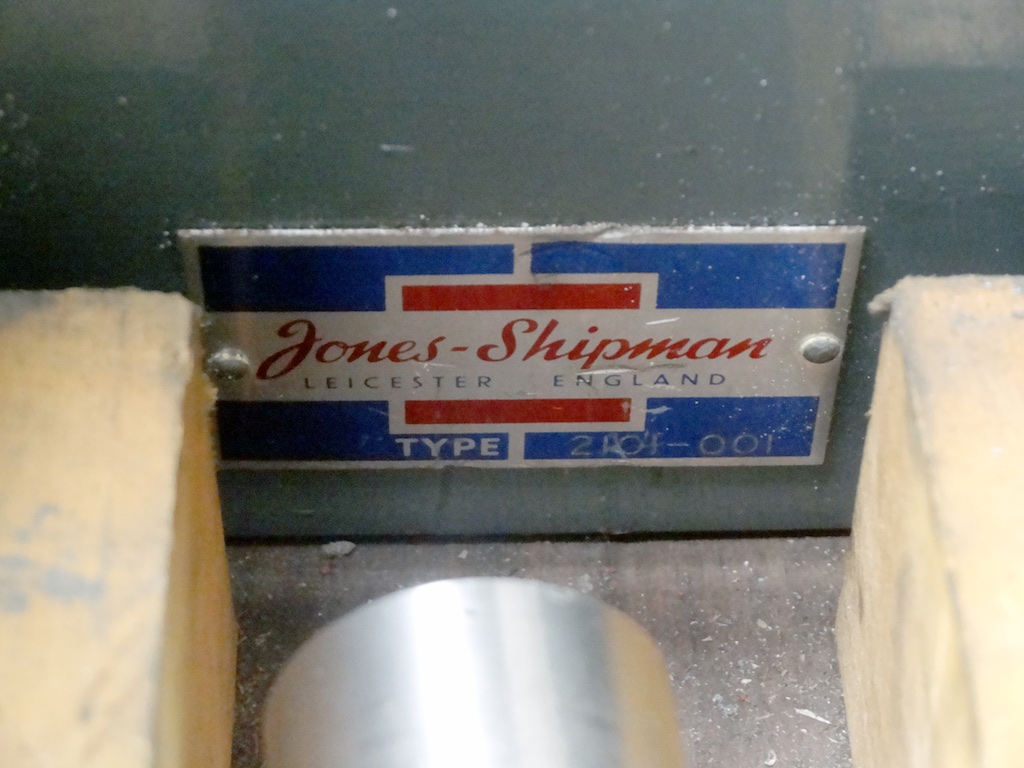 Jones-Shipman
LEICESTER ENGLAND
TYPE